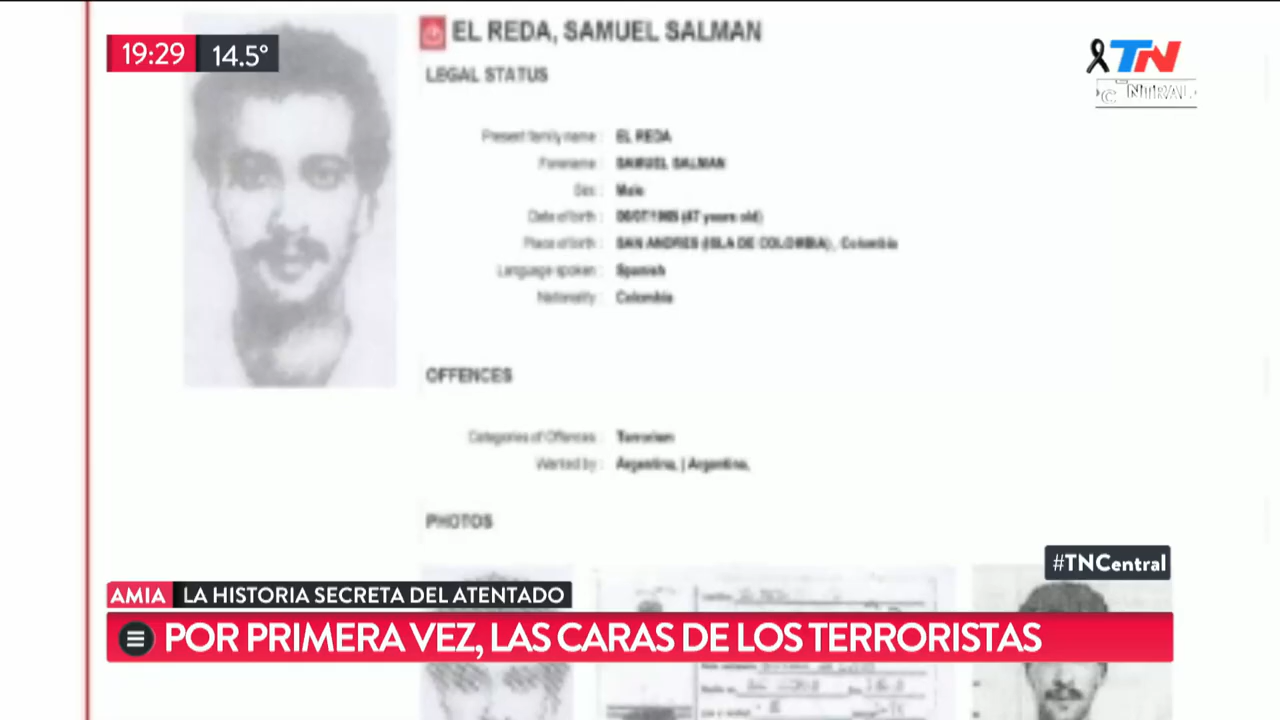 19:29 14.5°
TN
CENTRAL
EL REDA, SAMUEL SALMAN
LEGAL STATUS
Present family name : EL REDA
Forename : SAMUEL SALMAN
Sex : Male
Date of birth : (47 years old)
Place of birth : SAN ANDRES (ISLA DE COLOMBIA), Colombia
Language spoken : Spanish
Nationality : Colombia
OFFENCES
Categories of Offences : Terrorism
Wanted by : Argentina, | Argentina,
PHOTOS
#TNCentral
AMIA LA HISTORIA SECRETA DEL ATENTADO
POR PRIMERA VEZ, LAS CARAS DE LOS TERRORISTAS